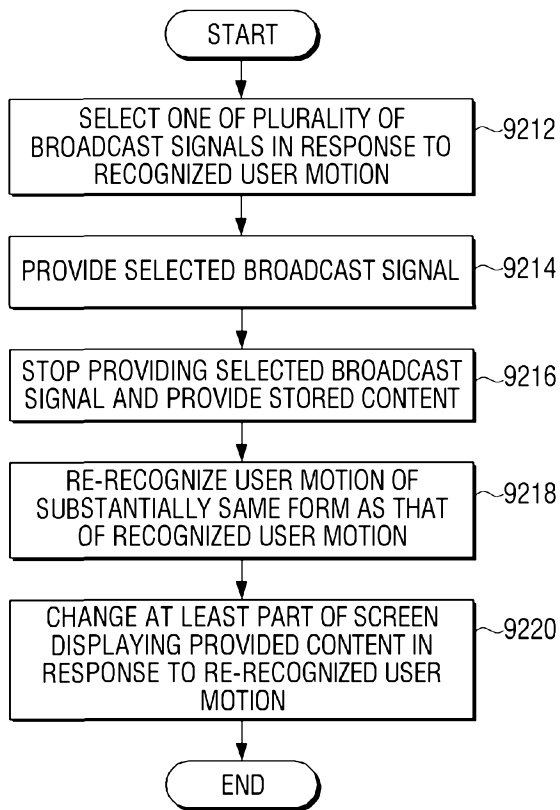 START
SELECT ONE OF PLURALITY OF
BROADCAST SIGNALS IN RESPONSE TO
RECOGNIZED USER MOTION
9212
PROVIDE SELECTED BROADCAST SIGNAL
9214
STOP PROVIDING SELECTED BROADCAST
SIGNAL AND PROVIDE STORED CONTENT
9216
RE-RECOGNIZE USER MOTION OF
SUBSTANTIALLY SAME FORM AS THAT
OF RECOGNIZED USER MOTION
9218
CHANGE AT LEAST PART OF SCREEN
DISPLAYING PROVIDED CONTENT IN
RESPONSE TO RE-RECOGNIZED USER
MOTION
9220
END